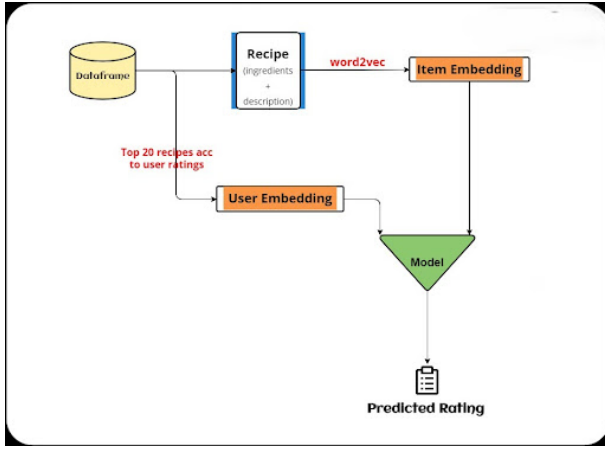 Dataframe
Recipe
(ingredients
+
description)
word2vec
Item Embedding
Top 20 recipes acc
to user ratings
User Embedding
Model
Predicted Rating